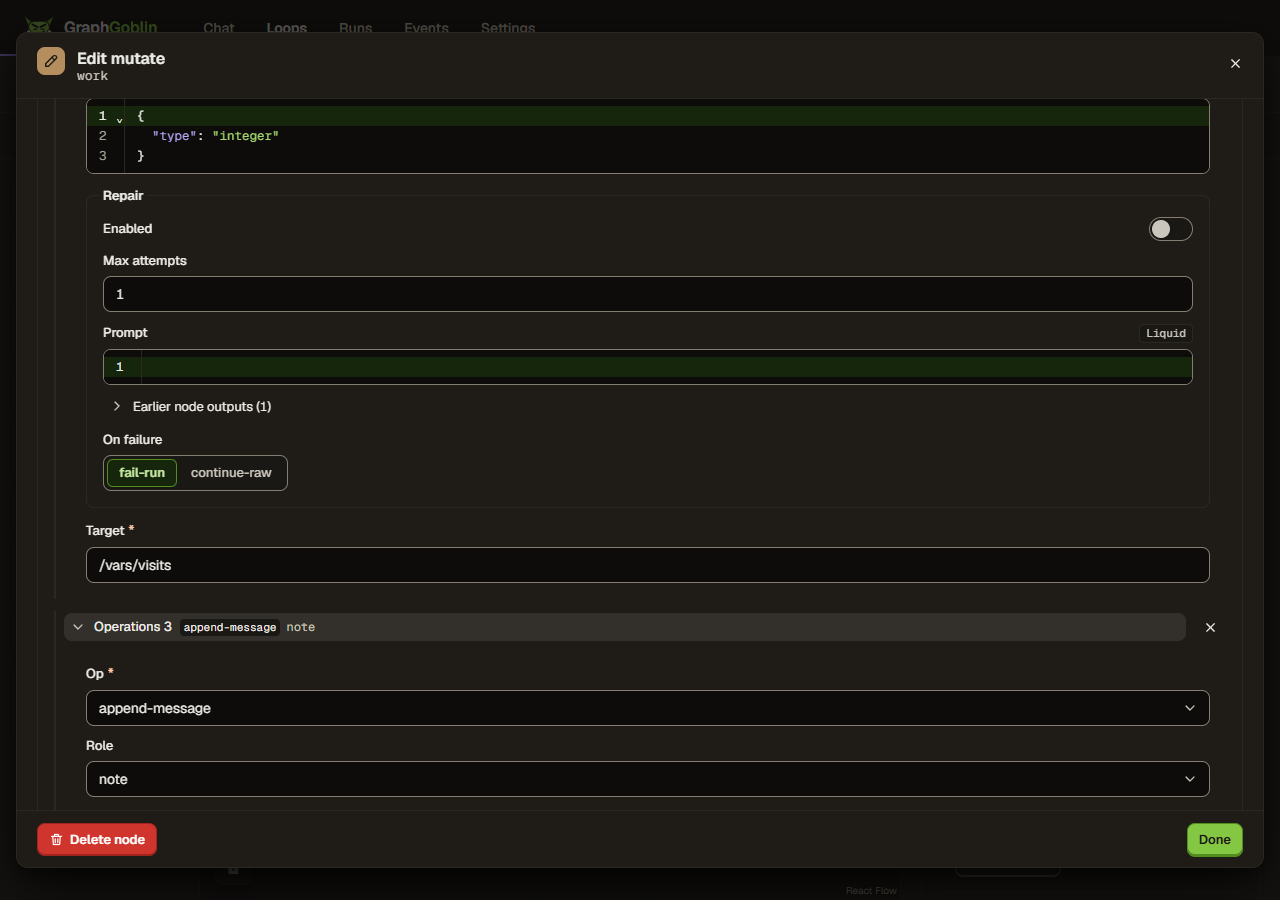 GraphGoblin Chat Loops Runs Events Settings
Edit mutate
work
1 {
2 "type": "integer"
3 }
Repair
Enabled
Max attempts
1
Prompt Liquid
1
Earlier node outputs (1)
On failure
fail-run continue-raw
Target *
/vars/visits
Operations 3 append-message note
Op *
append-message
Role
note
Delete node Done
React Flow